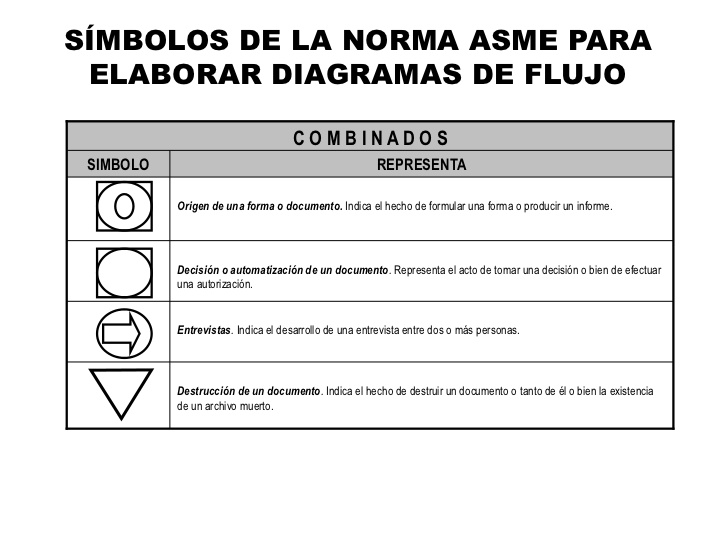 SÍMBOLOS DE LA NORMA ASME PARA
ELABORAR DIAGRAMAS DE FLUJO
COMBINADOS
SIMBOLO
REPRESENTA
O
Origen de una forma o documento. Indica el hecho de formular una forma o producir un informe.
Decisión o automatización de un documento. Representa el acto de tomar una decisión o bien de efectuar
una autorización.
Entrevistas. Indica el desarrollo de una entrevista entre dos o más personas.
Destrucción de un documento. Indica el hecho de destruir un documento o tanto de él o bien la existencia
de un archivo muerto.